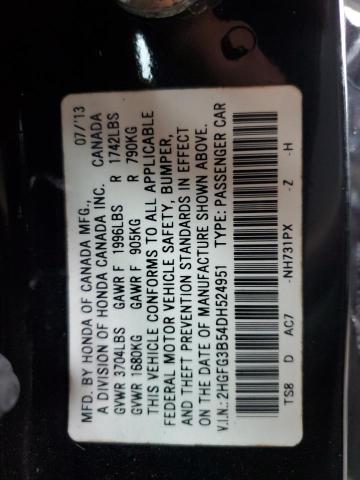 MFD. BY HONDA OF CANADA MFG., 07/'13
A DIVISION OF HONDA CANADA INC. CANADA
GVWR 3704LBS GAWR F 1996LBS R 1742LBS
GVWR 1680KG GAWR F 905KG R 790KG
THIS VEHICLE CONFORMS TO ALL APPLICABLE
FEDERAL MOTOR VEHICLE SAFETY, BUMPER,
AND THEFT PREVENTION STANDARDS IN EFFECT
ON THE DATE OF MANUFACTURE SHOWN ABOVE.
V.I.N.: 2HGFG3B54DH524951 TYPE: PASSENGER CAR
TS8 D AC7 -NH731PX -Z -H